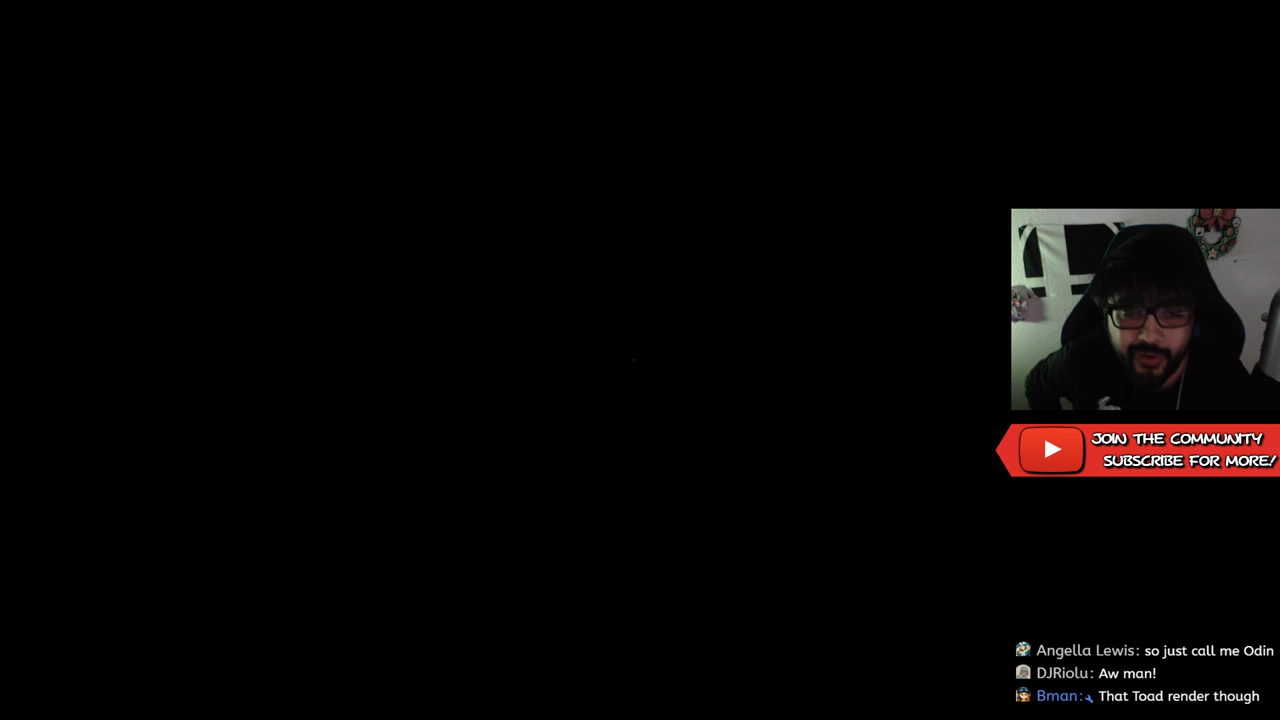 JOIN THE COMMUNITY
SUBSCRIBE FOR MORE!
Angella Lewis: so just call me Odin
DJRiolu: Aw man!
Bman: That Toad render though